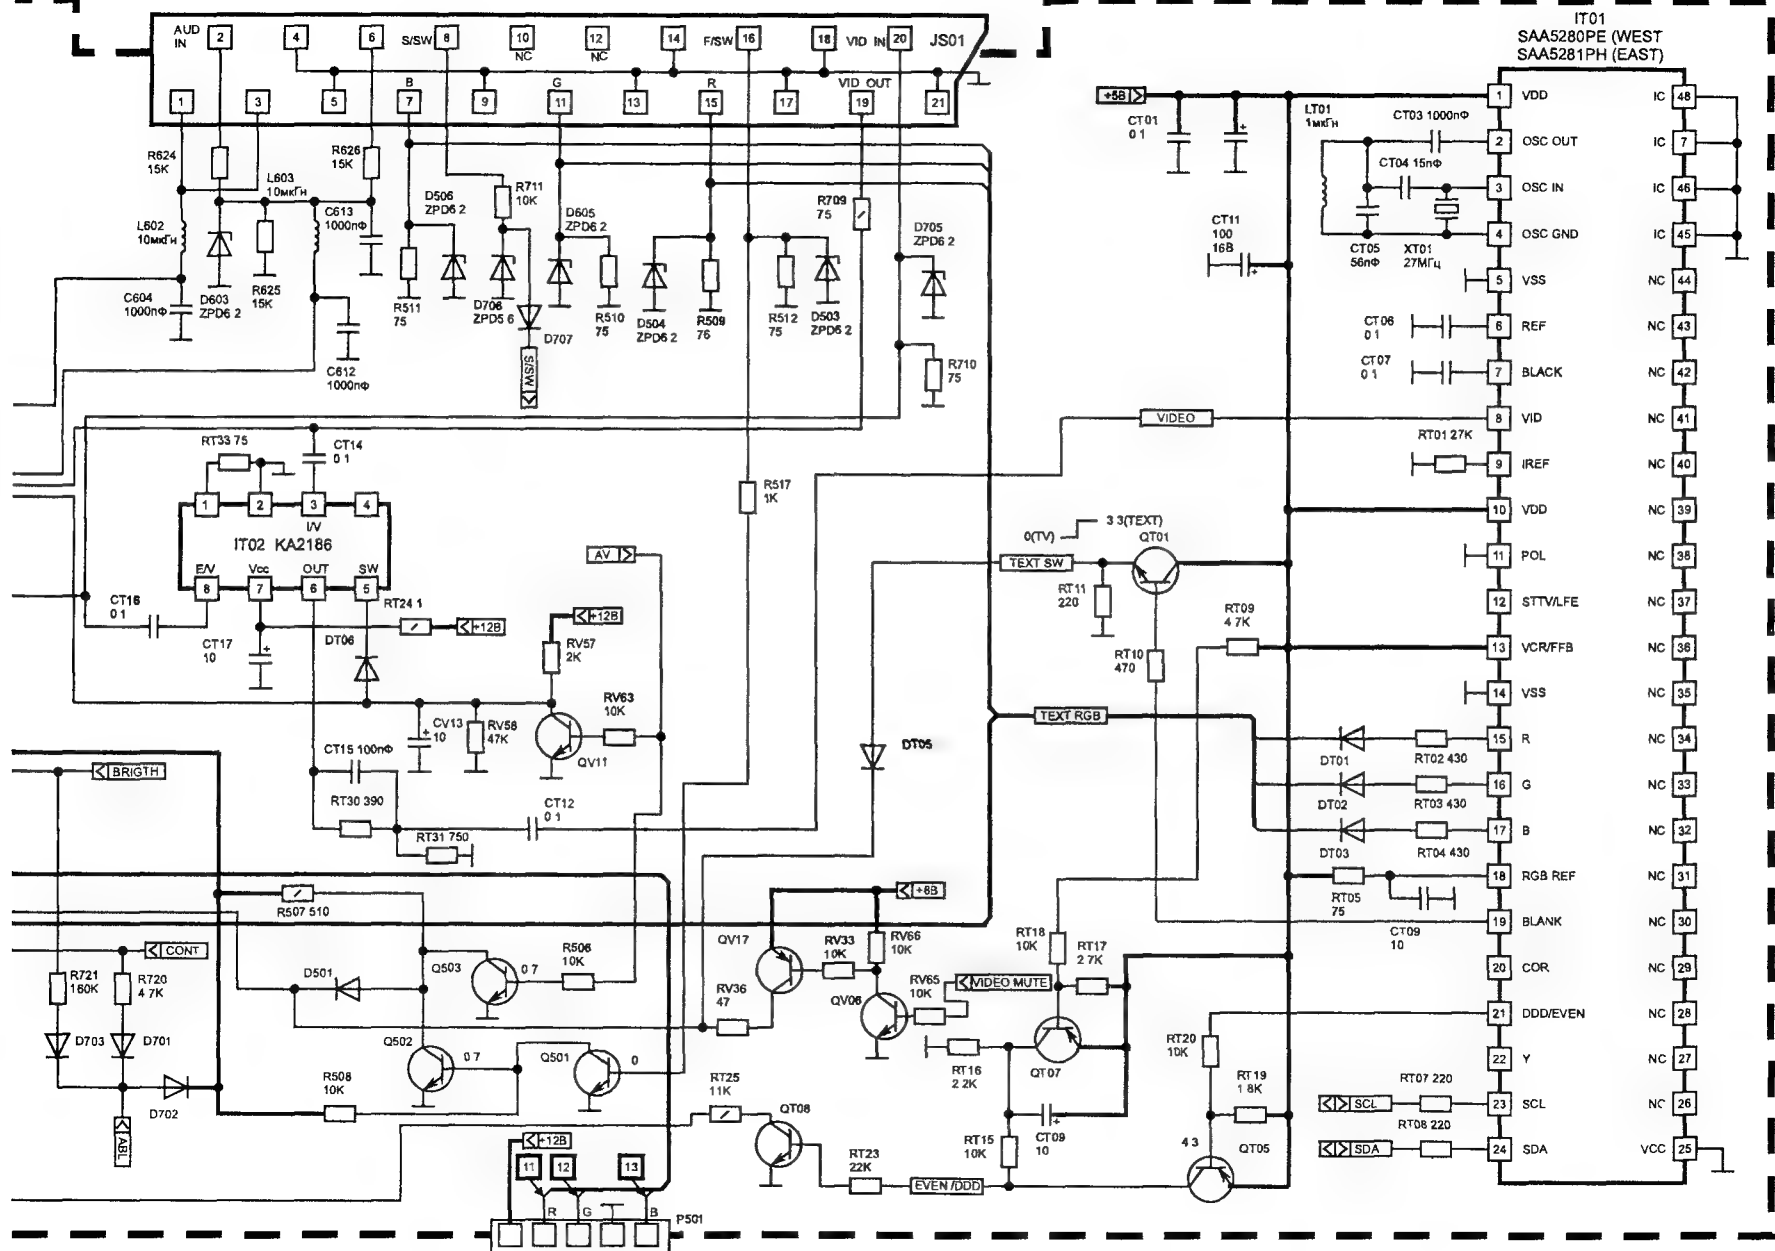 AUD IN
2
4
6
S/SW
8
10
NC
12
NC
14
F/SW
16
18
VID IN
20
JS01
1
3
5
B
7
9
G
11
13
R
15
17
VID OUT
19
21
IT01
SAA5280PE (WEST
SAA5281PH (EAST)
R624
15K
R626
15K
L603
10мкГн
L602
10мкГн
C613
1000пФ
C604
1000пФ
D603
ZPD6 2
R625
15K
C612
1000пФ
D506
ZPD6 2
R711
10K
D605
ZPD6 2
R511
75
D706
ZPD5 6
D707
S/SW
R510
75
D504
ZPD6 2
R509
76
R512
75
D503
ZPD6 2
R709
75
D705
ZPD6 2
R710
75
+5B
CT01
0 1
CT11
100
16B
LT01
1мкГн
CT03 1000пФ
CT04 15пФ
CT05
56пФ
XT01
27МГц
CT06
0 1
CT07
0 1
VIDEO
RT01 27K
1 VDD IC 48
2 OSC OUT IC 7
3 OSC IN IC 46
4 OSC GND IC 45
5 VSS NC 44
6 REF NC 43
7 BLACK NC 42
8 VID NC 41
9 IREF NC 40
10 VDD NC 39
11 POL NC 38
12 STTV/LFE NC 37
13 VCR/FFB NC 36
14 VSS NC 35
15 R NC 34
16 G NC 33
17 B NC 32
18 RGB REF NC 31
19 BLANK NC 30
20 COR NC 29
21 DDD/EVEN NC 28
22 Y NC 27
23 SCL NC 26
24 SDA VCC 25
RT33 75
CT14
0 1
1
2
3
4
I/V
IT02 KA2186
E/V
Vcc
OUT
SW
8
7
6
5
CT16
0 1
CT17
10
RT24 1
+12B
DT06
AV
+12B
RV57
2K
RV63
10K
CV13
10
RV58
47K
QV11
CT15 100пФ
RT30 390
RT31 750
CT12
0 1
R517
1K
0(TV)
3 3(TEXT)
TEXT SW
QT01
RT11
220
RT10
470
RT09
4 7K
TEXT RGB
DT05
DT01
RT02 430
DT02
RT03 430
DT03
RT04 430
RT05
75
CT09
10
BRIGTH
R507 510
CONT
R721
160K
R720
4 7K
D703
D701
D702
ABL
D501
Q503
0 7
R506
10K
Q502
0 7
Q501
0
R508
10K
+8B
QV17
RV33
10K
RV66
10K
RV36
47
QV06
RV65
10K
VIDEO MUTE
RT18
10K
RT17
2 7K
RT16
2 2K
QT07
RT25
11K
QT08
RT23
22K
EVEN /DDD
RT15
10K
CT09
10
RT20
10K
RT19
1 8K
4 3
QT05
SCL
RT07 220
SDA
RT08 220
+12B
11
12
13
R
G
B
P501